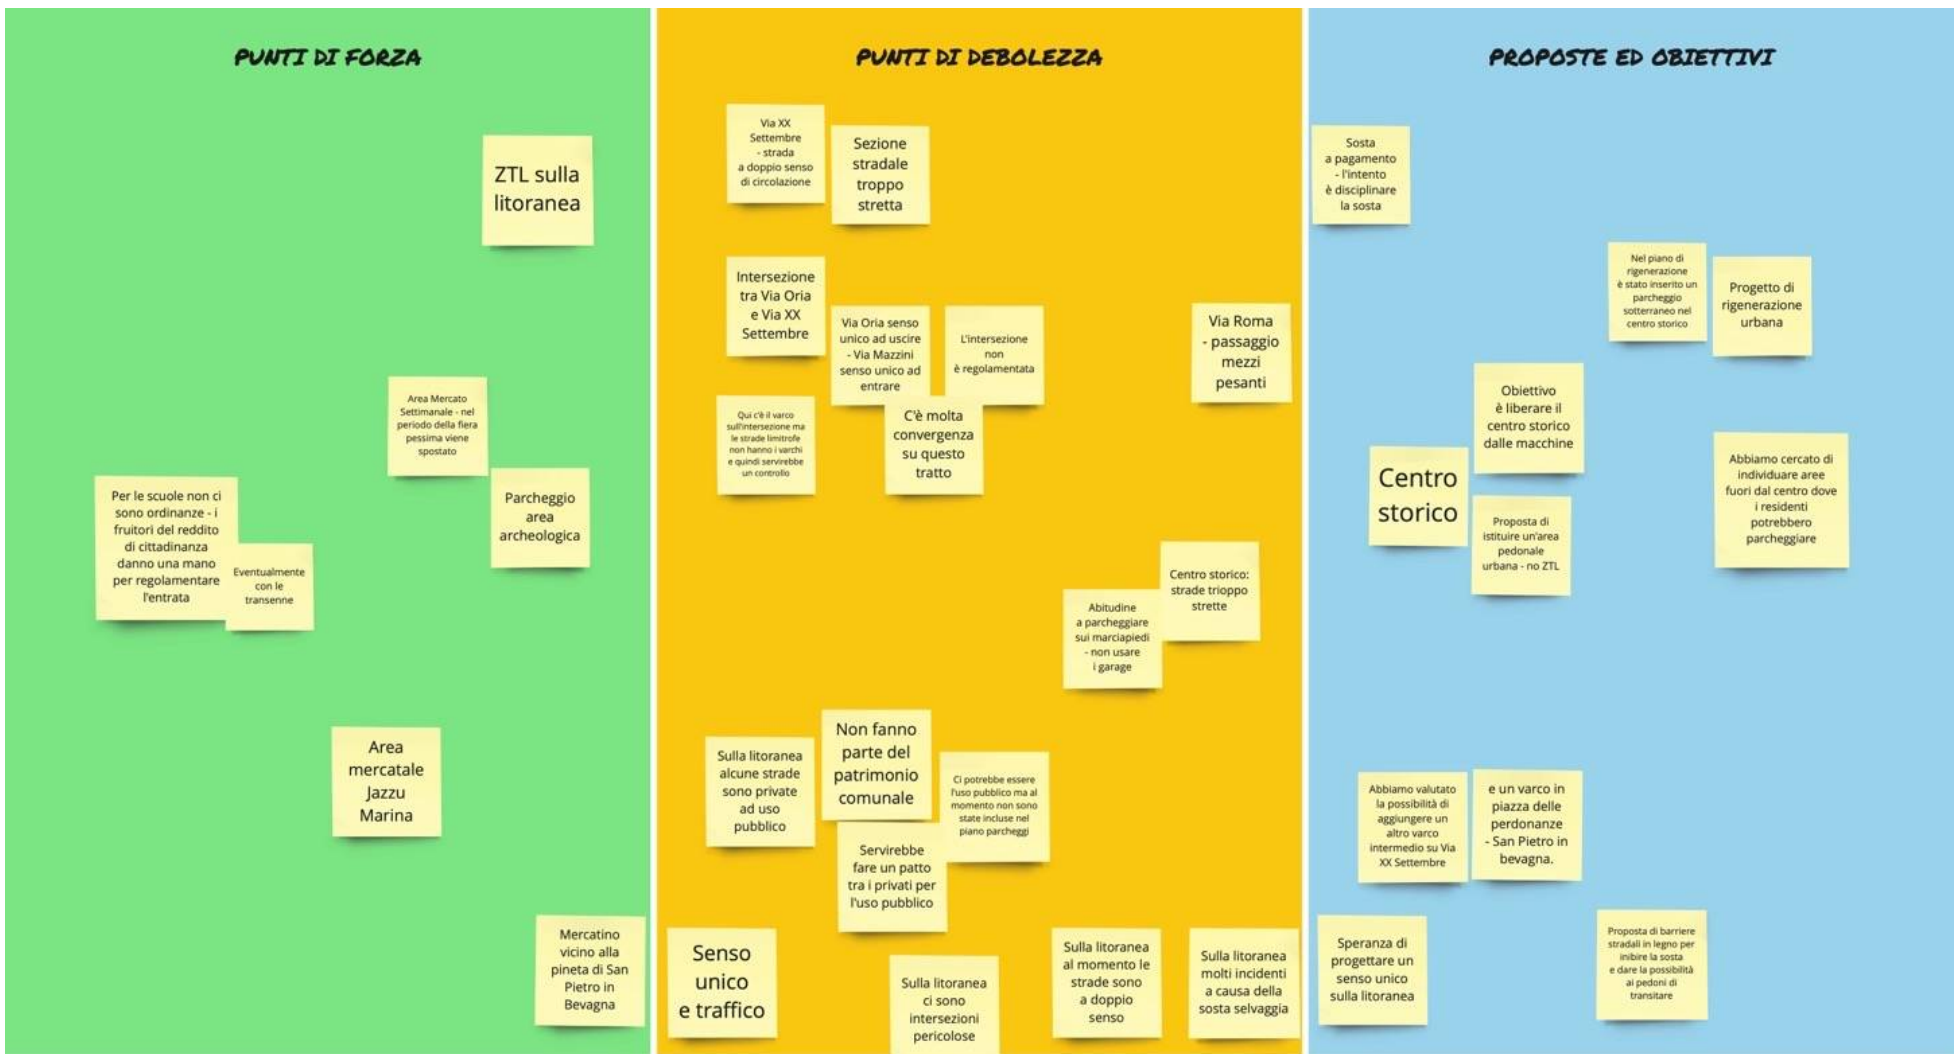 PUNTI DI FORZA
ZTL sulla
litoranea
Area Mercato
Settimanale - nel
periodo della fiera
pessima viene
spostato
Per le scuole non ci
sono ordinanze - i
fruitori del reddito
di cittadinanza
danno una mano
per regolamentare
l'entrata
Eventualmente
con le
transenne
Parcheggio
area
archeologica
Area
mercatale
Jazzu
Marina
Mercatino
vicino alla
pineta di San
Pietro in
Bevagna
PUNTI DI DEBOLEZZA
Via XX
Settembre
- strada
a doppio senso
di circolazione
Sezione
stradale
troppo
stretta
Intersezione
tra Via Oria
e Via XX
Settembre
Via Oria senso
unico ad uscire
- Via Mazzini
senso unico ad
entrare
L'intersezione
non
è regolamentata
Via Roma
- passaggio
mezzi
pesanti
Qui c'è il varco
sull'intersezione ma
le strade limitrofe
non hanno i varchi
e quindi servirebbe
un controllo
C'è molta
convergenza
su questo
tratto
Centro storico:
strade trioppo
strette
Abitudine
a parcheggiare
sui marciapiedi
- non usare
i garage
Sulla litoranea
alcune strade
sono private
ad uso
pubblico
Non fanno
parte del
patrimonio
comunale
Ci potrebbe essere
l'uso pubblico ma al
momento non sono
state incluse nel
piano parcheggi
Servirebbe
fare un patto
tra i privati per
l'uso pubblico
Senso
unico
e traffico
Sulla litoranea
ci sono
intersezioni
pericolose
Sulla litoranea
al momento le
strade sono
a doppio
senso
Sulla litoranea
molti incidenti
a causa della
sosta selvaggia
PROPOSTE ED OBIETTIVI
Sosta
a pagamento
- l'intento
è disciplinare
la sosta
Nel piano di
rigenerazione
è stato inserito un
parcheggio
sotterraneo nel
centro storico
Progetto di
rigenerazione
urbana
Obiettivo
è liberare il
centro storico
dalle macchine
Centro
storico
Proposta di
istituire un'area
pedonale
urbana - no ZTL
Abbiamo cercato di
individuare aree
fuori dal centro dove
i residenti
potrebbero
parcheggiare
Abbiamo valutato
la possibilità di
aggiungere un
altro varco
intermedio su Via
XX Settembre
e un varco in
piazza delle
perdonanze
- San Pietro in
bevagna.
Speranza di
progettare un
senso unico
sulla litoranea
Proposta di barriere
stradali in legno per
inibire la sosta
e dare la possibilità
ai pedoni di
transitare